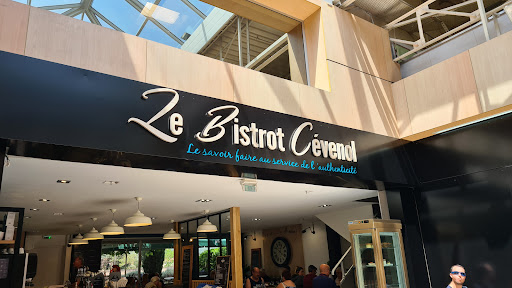 Le Bistrot Cévenol
Le savoir faire au service de l'authenticité